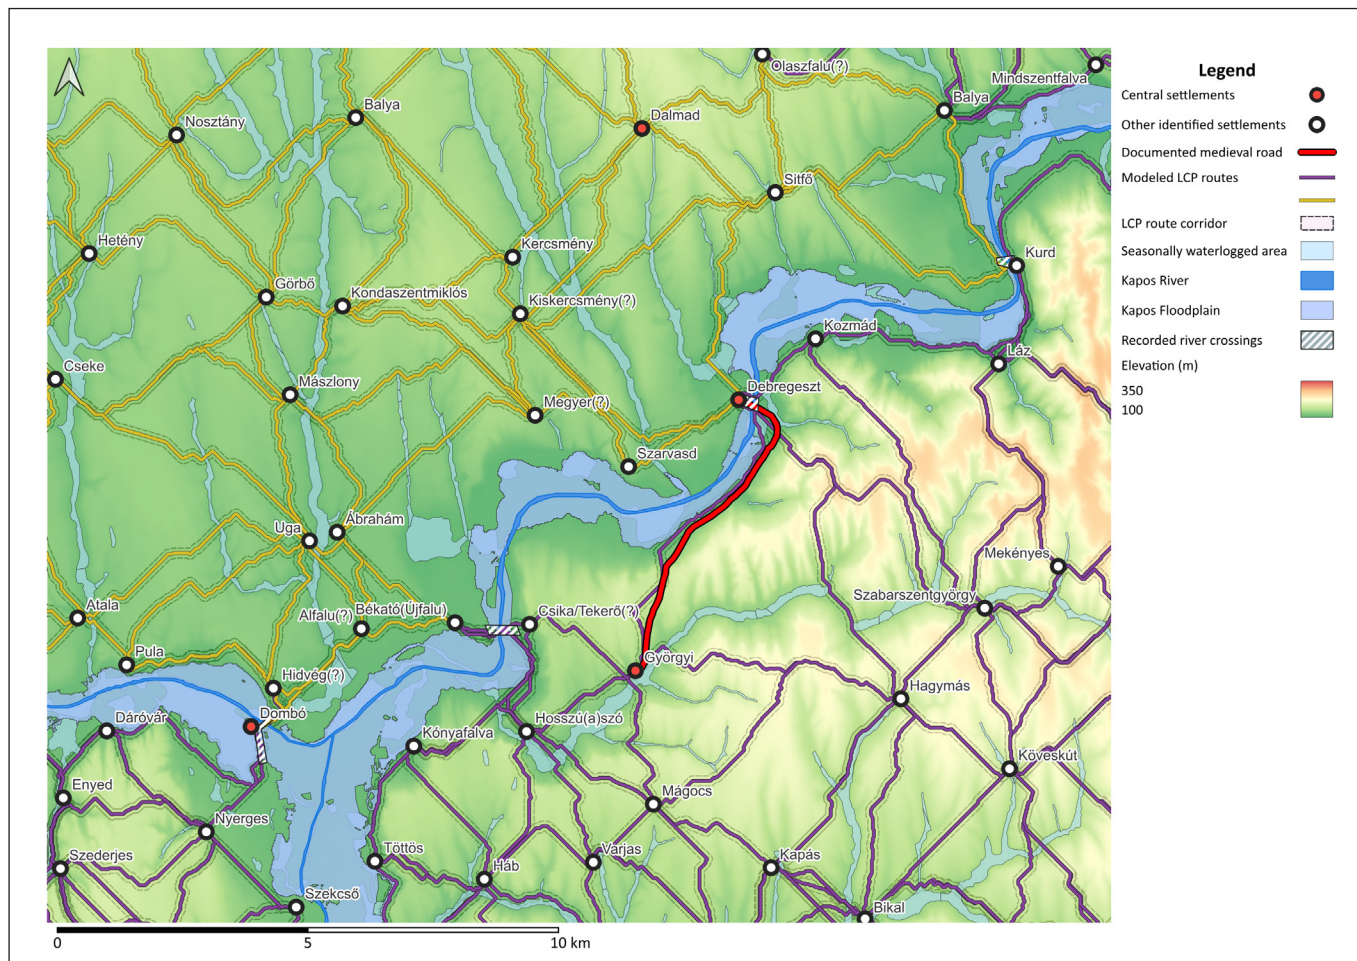 Olaszfalu(?)
Mindszentfalva
Balya
Balya
Nosztány
Dalmad
Sitfő
Hetény
Kercsmény
Kurd
Görbő
Kondaszentmiklós
Kiskercsmény(?)
Kozmád
Láz
Cseke
Mászlony
Debregeszt
Megyer(?)
Szarvasd
Uga
Ábrahám
Mekényes
Szabarszentgyörgy
Atala
Alfalu(?)
Békató(Újfalu)
Csika/Tekerő(?)
Pula
Györgyi
Hidvég(?)
Hagymás
Dáróvár
Dombó
Kónyafalva
Hosszú(a)szó
Köveskút
Enyed
Mágocs
Nyerges
Szederjes
Töttös
Háb
Varjas
Kapás
Szekcső
Bikal
0
5
10 km
Legend
Central settlements
Other identified settlements
Documented medieval road
Modeled LCP routes
LCP route corridor
Seasonally waterlogged area
Kapos River
Kapos Floodplain
Recorded river crossings
Elevation (m)
350
100